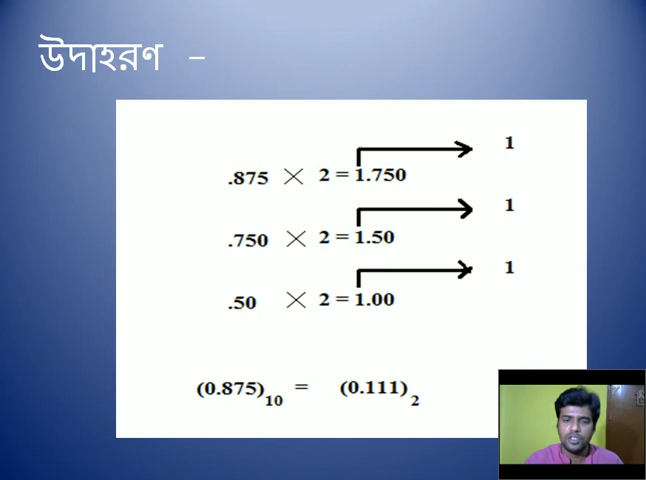 উদাহরণ –
1
.875 × 2 = 1.750
1
.750 × 2 = 1.50
1
.50 × 2 = 1.00
(0.875)10 = (0.111)2